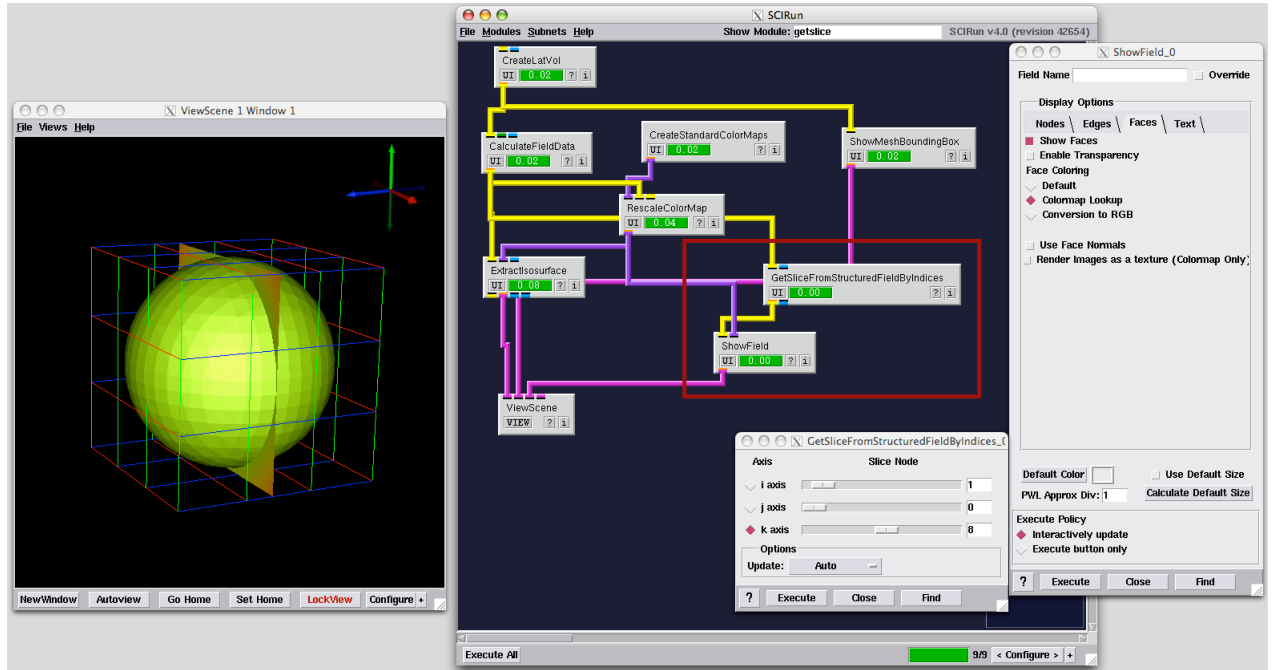 ViewScene 1 Window 1
File Views Help
NewWindow Autoview Go Home Set Home LockView Configure +
SCIRun
File Modules Subnets Help Show Module: getslice SCIRun v4.0 (revision 42654)
CreateLatVol
UI 0.02 ? i
CalculateFieldData
UI 0.02 ? i
CreateStandardColorMaps
UI 0.02 ? i
ShowMeshBoundingBox
UI 0.02 ? i
RescaleColorMap
UI 0.04 ? i
ExtractIsosurface
UI 0.08 ? i
GetSliceFromStructuredFieldByIndices
UI 0.00 ? i
ShowField
UI 0.00 ? i
ViewScene
VIEW ? i
Execute All 9/9 < Configure > +
GetSliceFromStructuredFieldByIndices_0
Axis Slice Node
i axis 1
j axis 0
k axis 8
Options
Update: Auto
? Execute Close Find
ShowField_0
Field Name Override
Display Options
Nodes \ Edges \ Faces \ Text \
Show Faces
Enable Transparency
Face Coloring
Default
Colormap Lookup
Conversion to RGB
Use Face Normals
Render Images as a texture (Colormap Only)
Default Color Use Default Size
PWL Approx Div: 1 Calculate Default Size
Execute Policy
Interactively update
Execute button only
? Execute Close Find